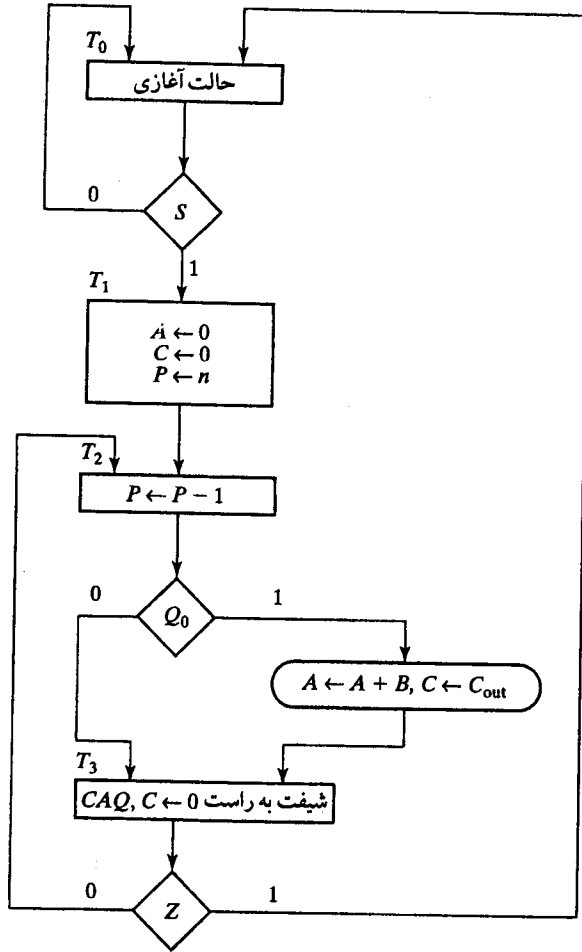 T₀
حالت آغازی
0
S
1
T₁
A ← 0
C ← 0
P ← n
T₂
P ← P − 1
0
Q₀
1
A ← A + B, C ← C_out
T₃
شیفت به راست CAQ, C ← 0
0
Z
1